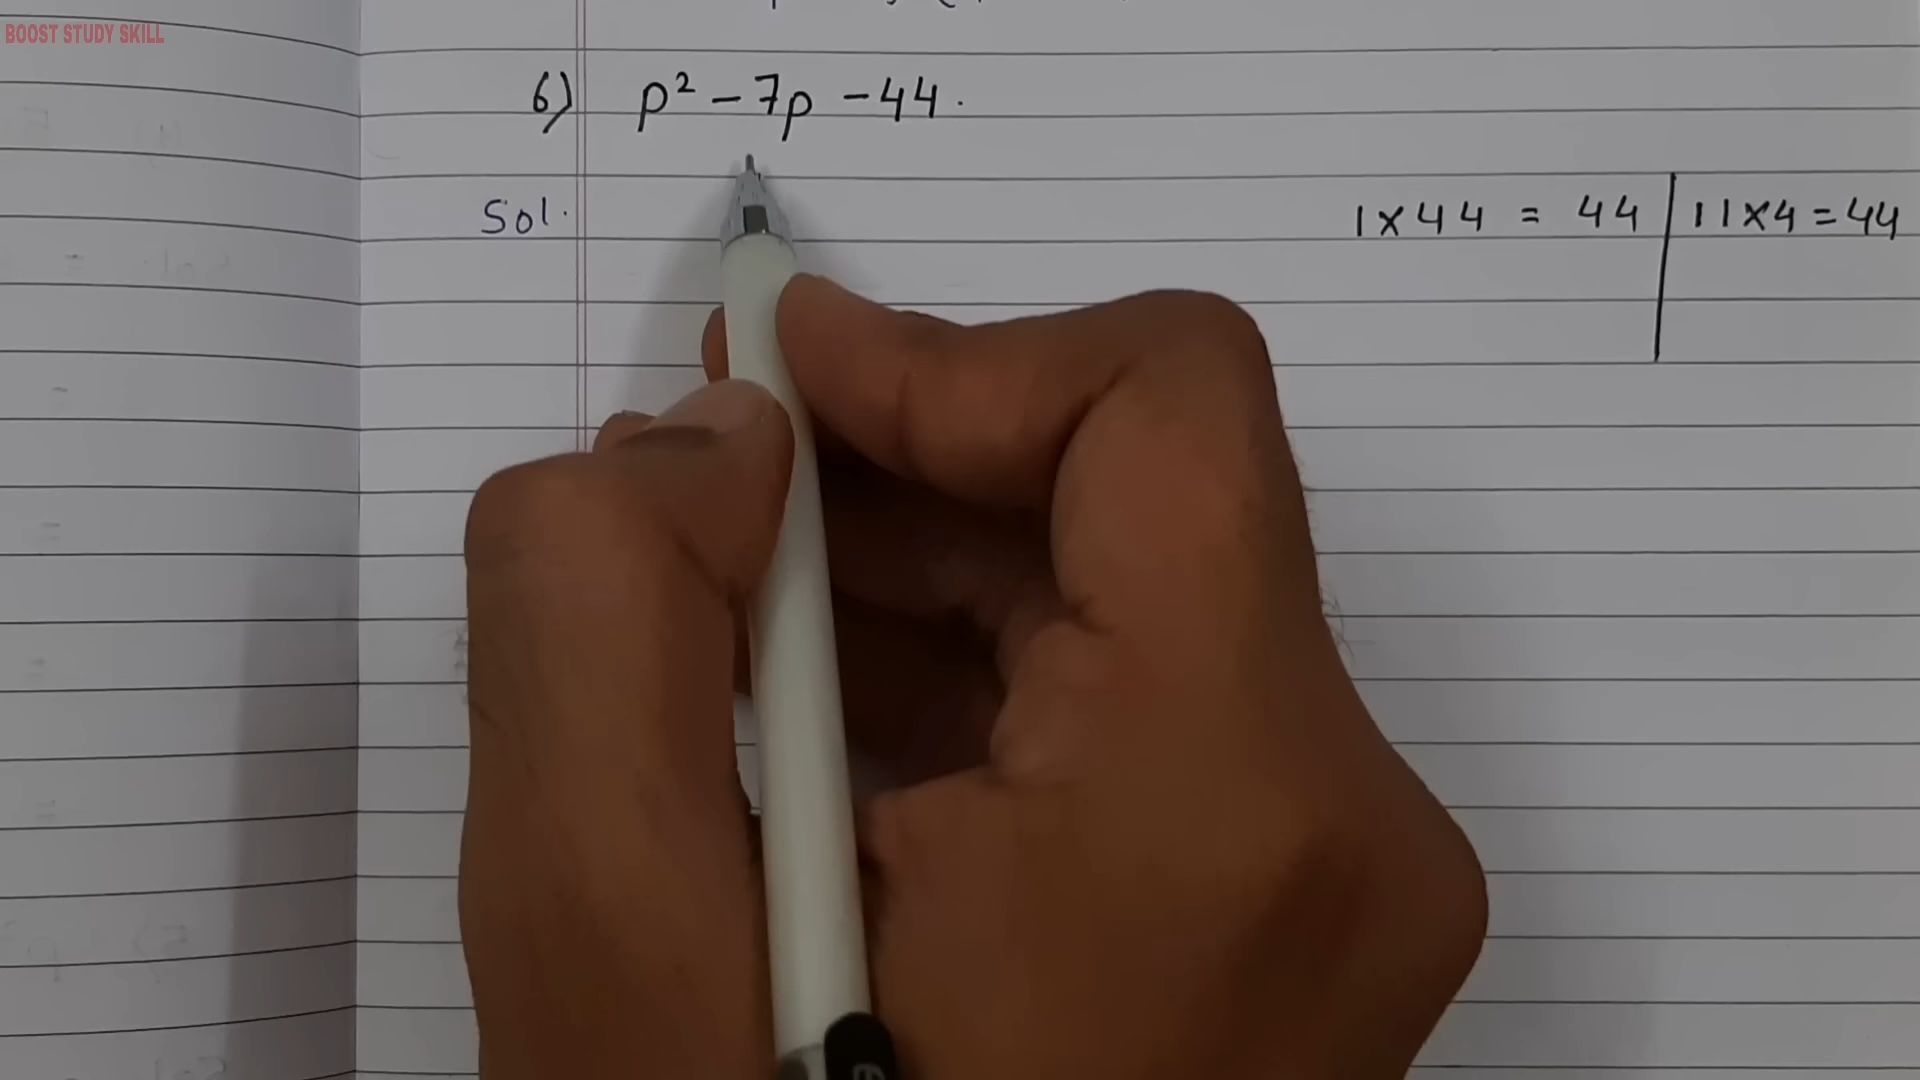 BOOST STUDY SKILL
6) p² - 7p - 44.
Sol. 1 x 44 = 44 | 11 x 4 = 44